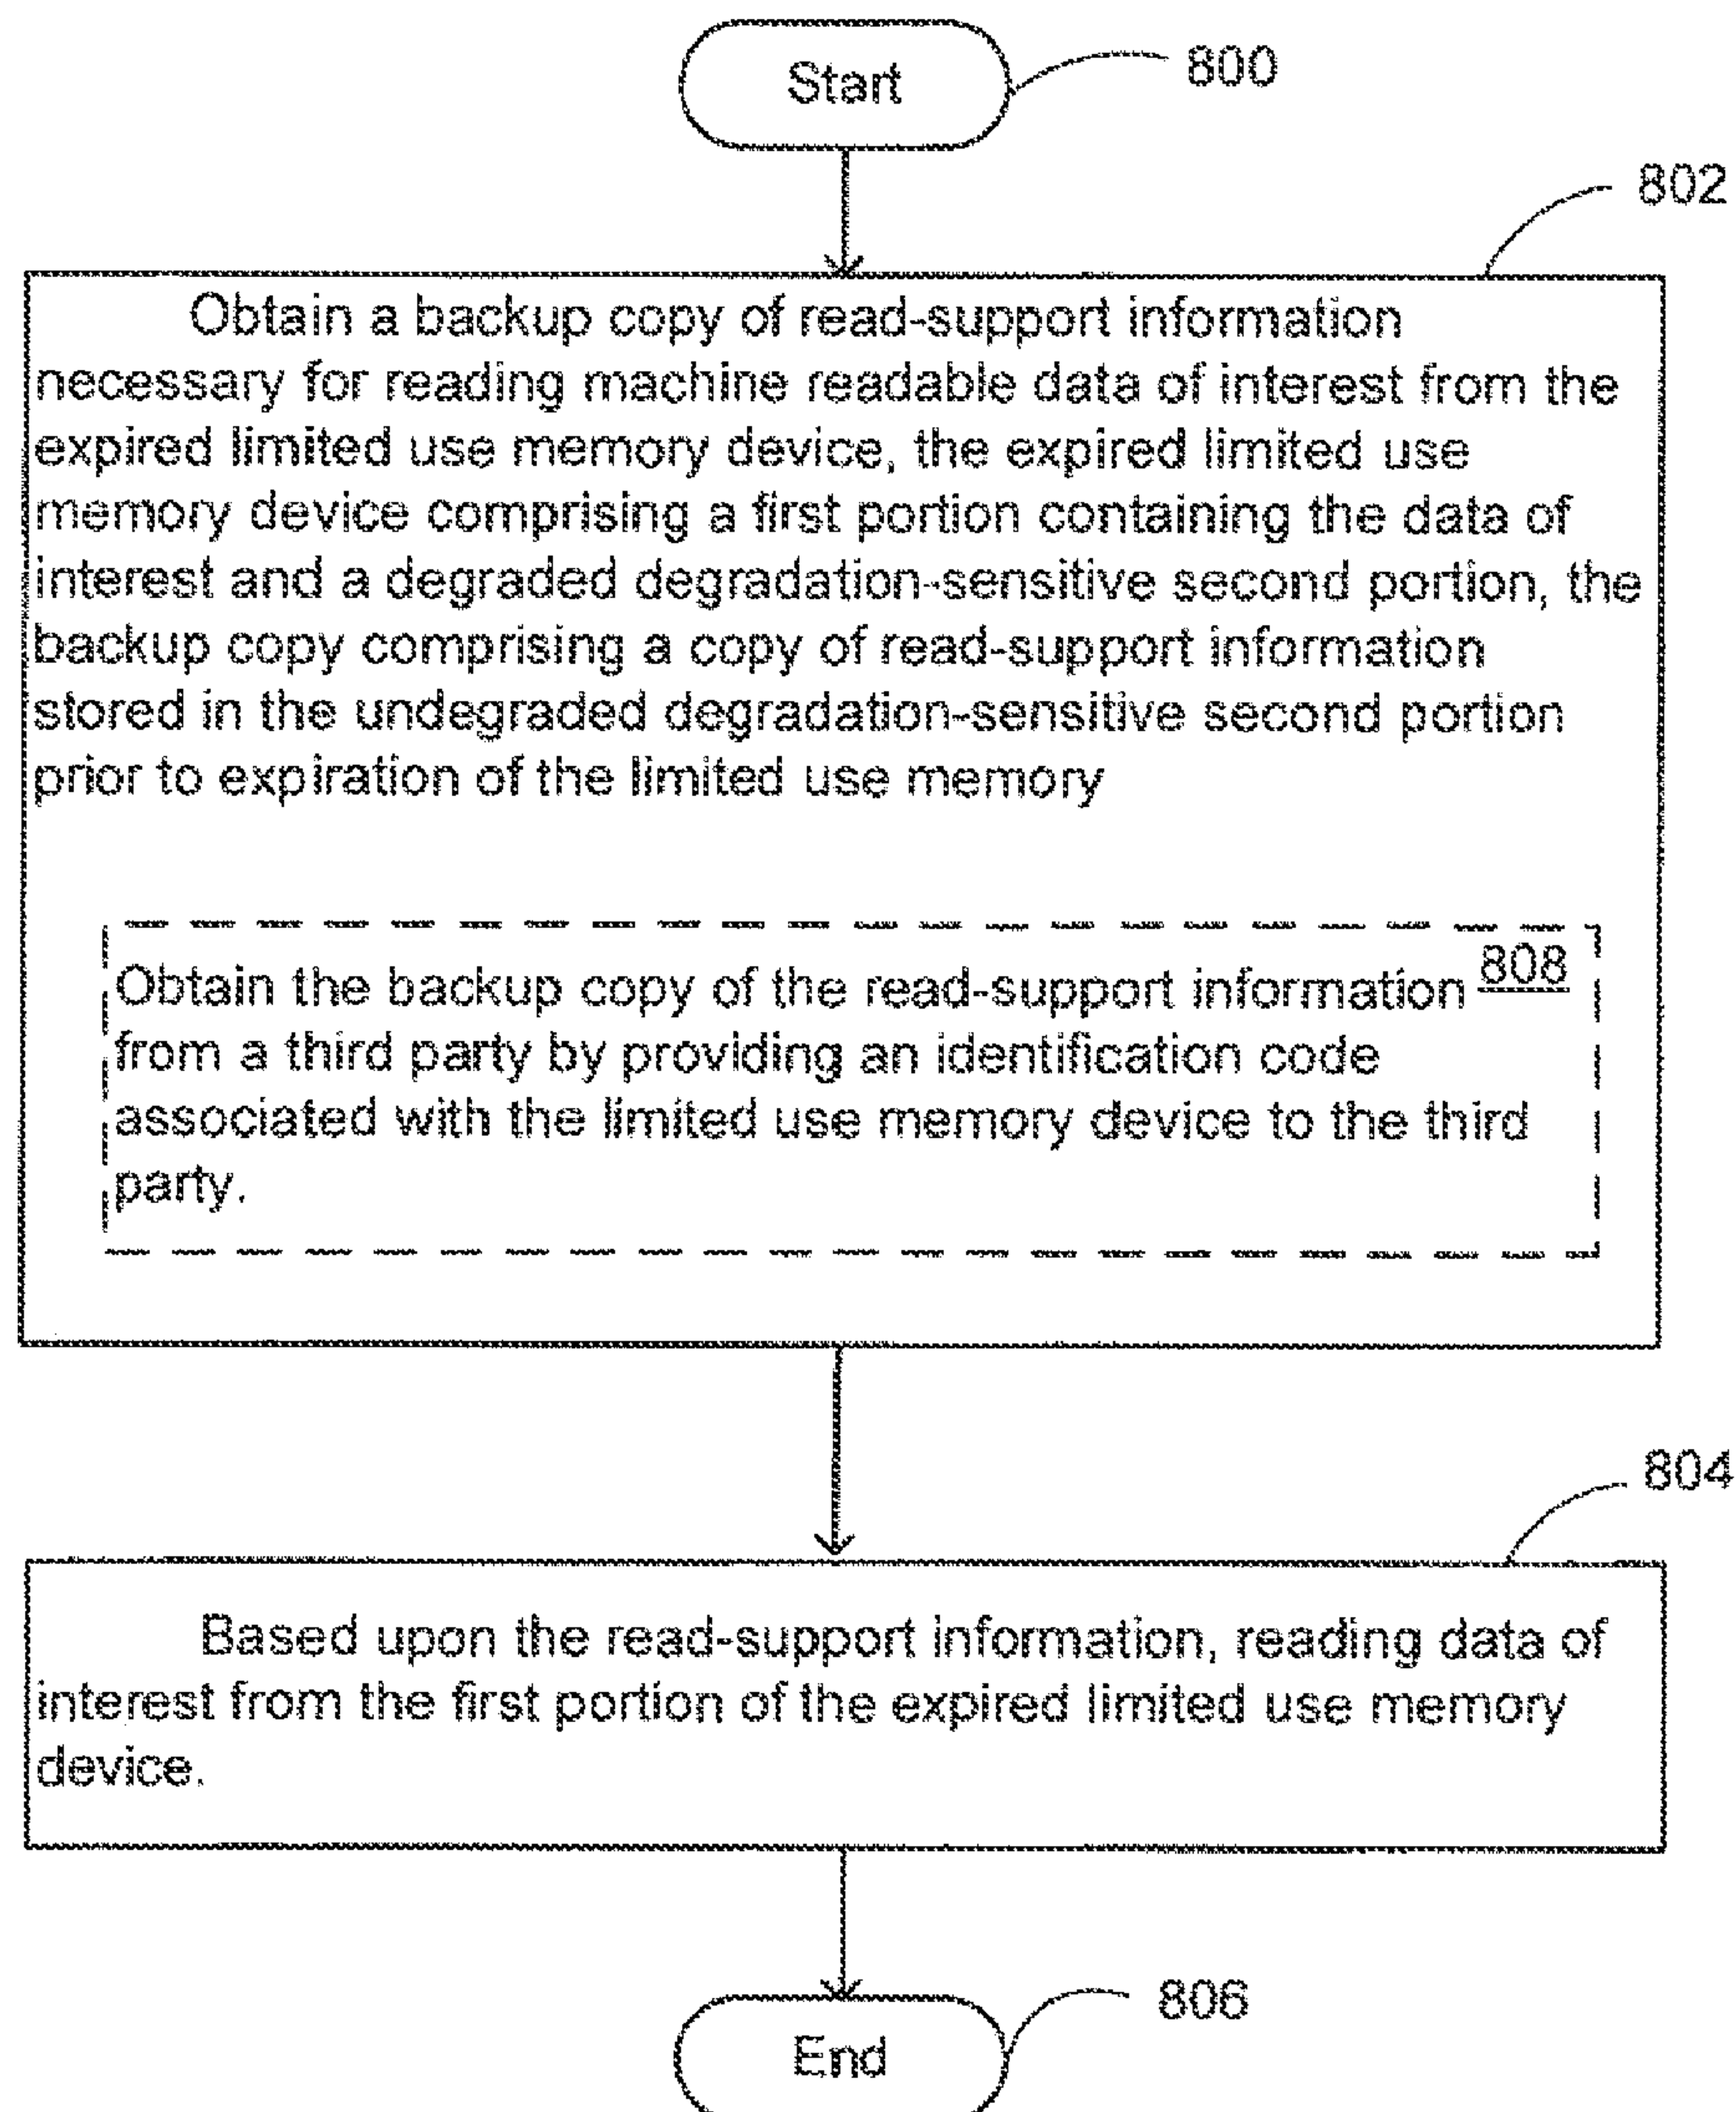 Start
800
802
Obtain a backup copy of read-support information
necessary for reading machine readable data of interest from the
expired limited use memory device, the expired limited use
memory device comprising a first portion containing the data of
interest and a degraded degradation-sensitive second portion, the
backup copy comprising a copy of read-support information
stored in the undegraded degradation-sensitive second portion
prior to expiration of the limited use memory
Obtain the backup copy of the read-support information 808
from a third party by providing an identification code
associated with the limited use memory device to the third
party.
804
Based upon the read-support information, reading data of
interest from the first portion of the expired limited use memory
device.
806
End